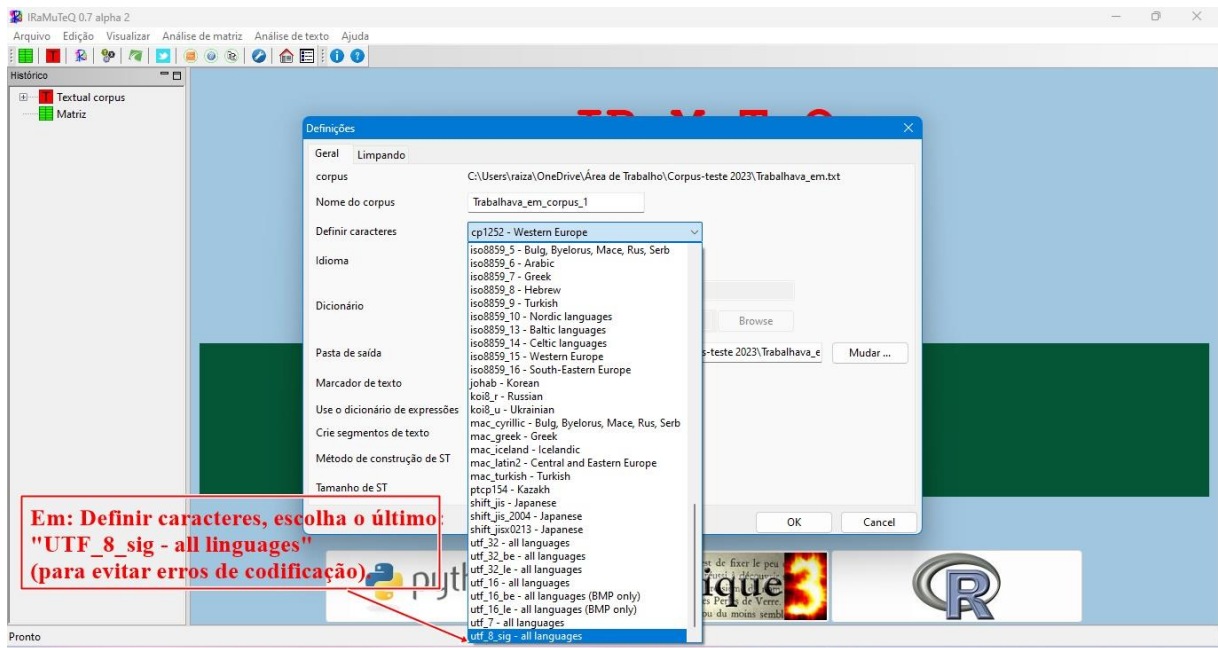 IRaMuTeQ 0.7 alpha 2
Arquivo Edição Visualizar Análise de matriz Análise de texto Ajuda
Histórico
Textual corpus
Matriz
Definições
Geral Limpando
corpus C:\Users\raiza\OneDrive\Área de Trabalho\Corpus-teste 2023\Trabalhava_em.txt
Nome do corpus Trabalhava_em_corpus_1
Definir caracteres cp1252 - Western Europe
Idioma
Dicionário Browse
Pasta de saída s-teste 2023\Trabalhava_e Mudar ...
Marcador de texto
Use o dicionário de expressões
Crie segmentos de texto
Método de construção de ST
Tamanho de ST
iso8859_5 - Bulg, Byelorus, Mace, Rus, Serb
iso8859_6 - Arabic
iso8859_7 - Greek
iso8859_8 - Hebrew
iso8859_9 - Turkish
iso8859_10 - Nordic languages
iso8859_13 - Baltic languages
iso8859_14 - Celtic languages
iso8859_15 - Western Europe
iso8859_16 - South-Eastern Europe
johab - Korean
koi8_r - Russian
koi8_u - Ukrainian
mac_cyrillic - Bulg, Byelorus, Mace, Rus, Serb
mac_greek - Greek
mac_iceland - Icelandic
mac_latin2 - Central and Eastern Europe
mac_turkish - Turkish
ptcp154 - Kazakh
shift_jis - Japanese
shift_jis_2004 - Japanese
shift_jisx0213 - Japanese
utf_32 - all languages
utf_32_be - all languages
utf_32_le - all languages
utf_16 - all languages
utf_16_be - all languages (BMP only)
utf_16_le - all languages (BMP only)
utf_7 - all languages
utf_8_sig - all languages
OK Cancel
Em: Definir caracteres, escolha o último:
"UTF_8_sig - all linguages"
(para evitar erros de codificação).
pyth
ique3
R
Pronto